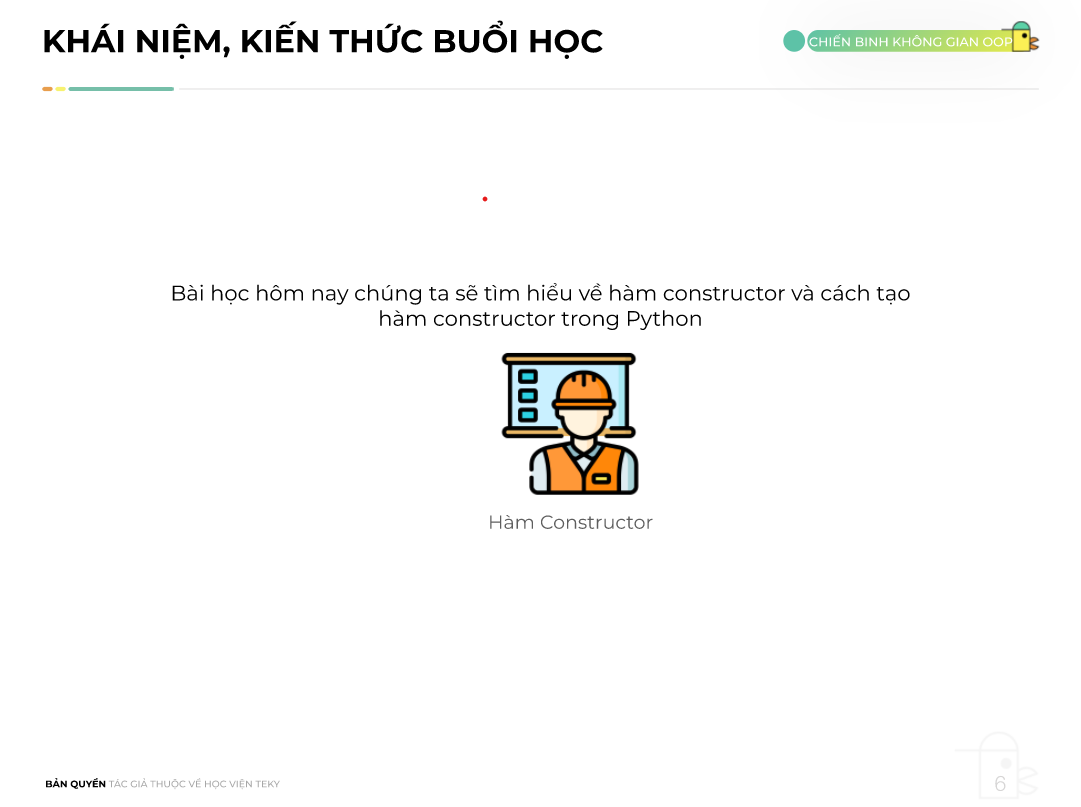 KHÁI NIỆM, KIẾN THỨC BUỔI HỌC
CHIẾN BINH KHÔNG GIAN OOP
Bài học hôm nay chúng ta sẽ tìm hiểu về hàm constructor và cách tạo
hàm constructor trong Python
Hàm Constructor
BẢN QUYỀN TÁC GIẢ THUỘC VỀ HỌC VIỆN TEKY
6